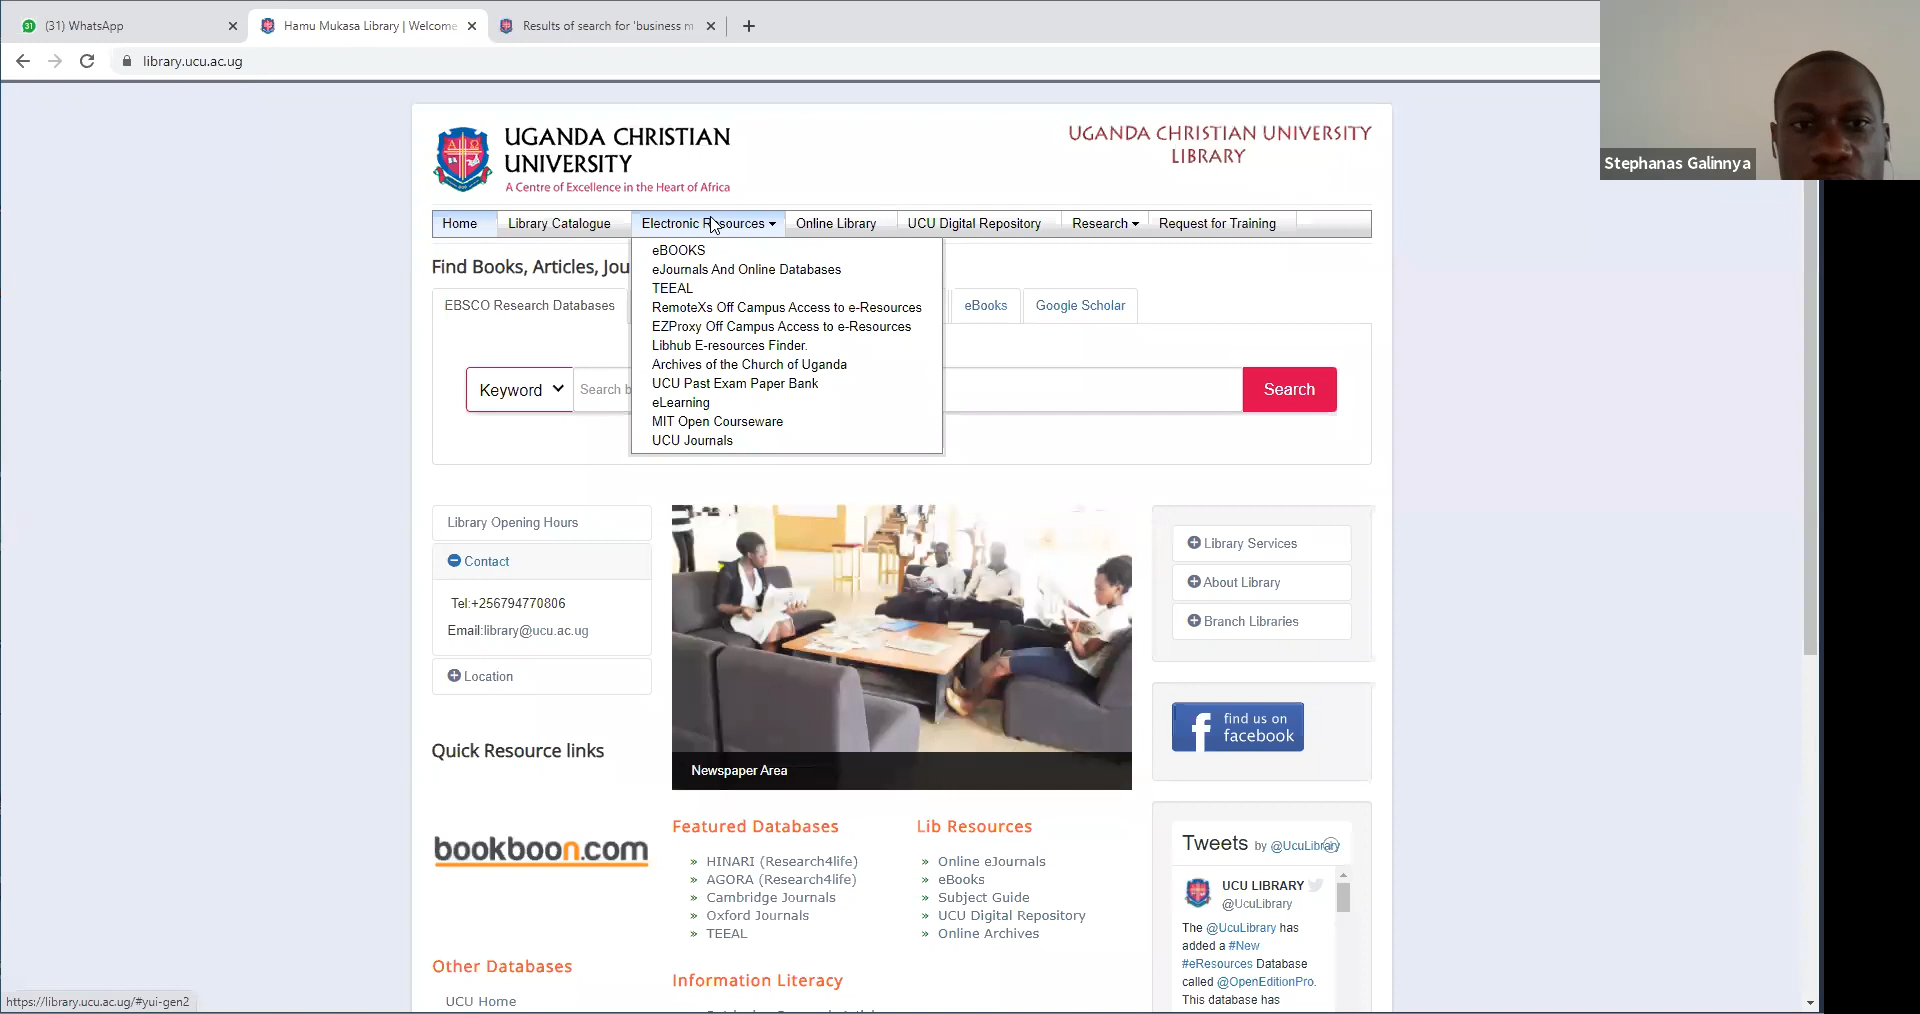 (31) WhatsApp
Hamu Mukasa Library | Welcome
Results of search for 'business m
library.ucu.ac.ug
Stephanas Galinnya
UGANDA CHRISTIAN
UNIVERSITY
A Centre of Excellence in the Heart of Africa
UGANDA CHRISTIAN UNIVERSITY
LIBRARY
Home
Library Catalogue
Electronic Resources
Online Library
UCU Digital Repository
Research
Request for Training
Find Books, Articles, Jou
eBOOKS
eJournals And Online Databases
TEEAL
RemoteXs Off Campus Access to e-Resources
EZProxy Off Campus Access to e-Resources
Libhub E-resources Finder.
Archives of the Church of Uganda
UCU Past Exam Paper Bank
eLearning
MIT Open Courseware
UCU Journals
EBSCO Research Databases
eBooks
Google Scholar
Keyword
Search b
Search
Library Opening Hours
Contact
Tel:+256794770806
Email:library@ucu.ac.ug
Location
Newspaper Area
Library Services
About Library
Branch Libraries
find us on
facebook
Quick Resource links
bookboon.com
Featured Databases
» HINARI (Research4life)
» AGORA (Research4life)
» Cambridge Journals
» Oxford Journals
» TEEAL
Lib Resources
» Online eJournals
» eBooks
» Subject Guide
» UCU Digital Repository
» Online Archives
Tweets by @UcuLibrary
UCU LIBRARY
@UcuLibrary
The @UcuLibrary has
added a #New
#eResources Database
called @OpenEditionPro.
This database has
Other Databases
UCU Home
Information Literacy
https://library.ucu.ac.ug/#yui-gen2